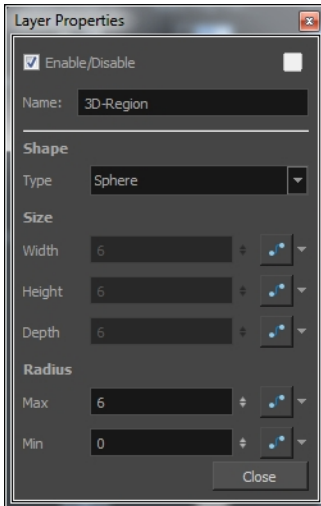 Layer Properties
Enable/Disable
Name: 3D-Region
Shape
Type Sphere
Size
Width 6
Height 6
Depth 6
Radius
Max 6
Min 0
Close